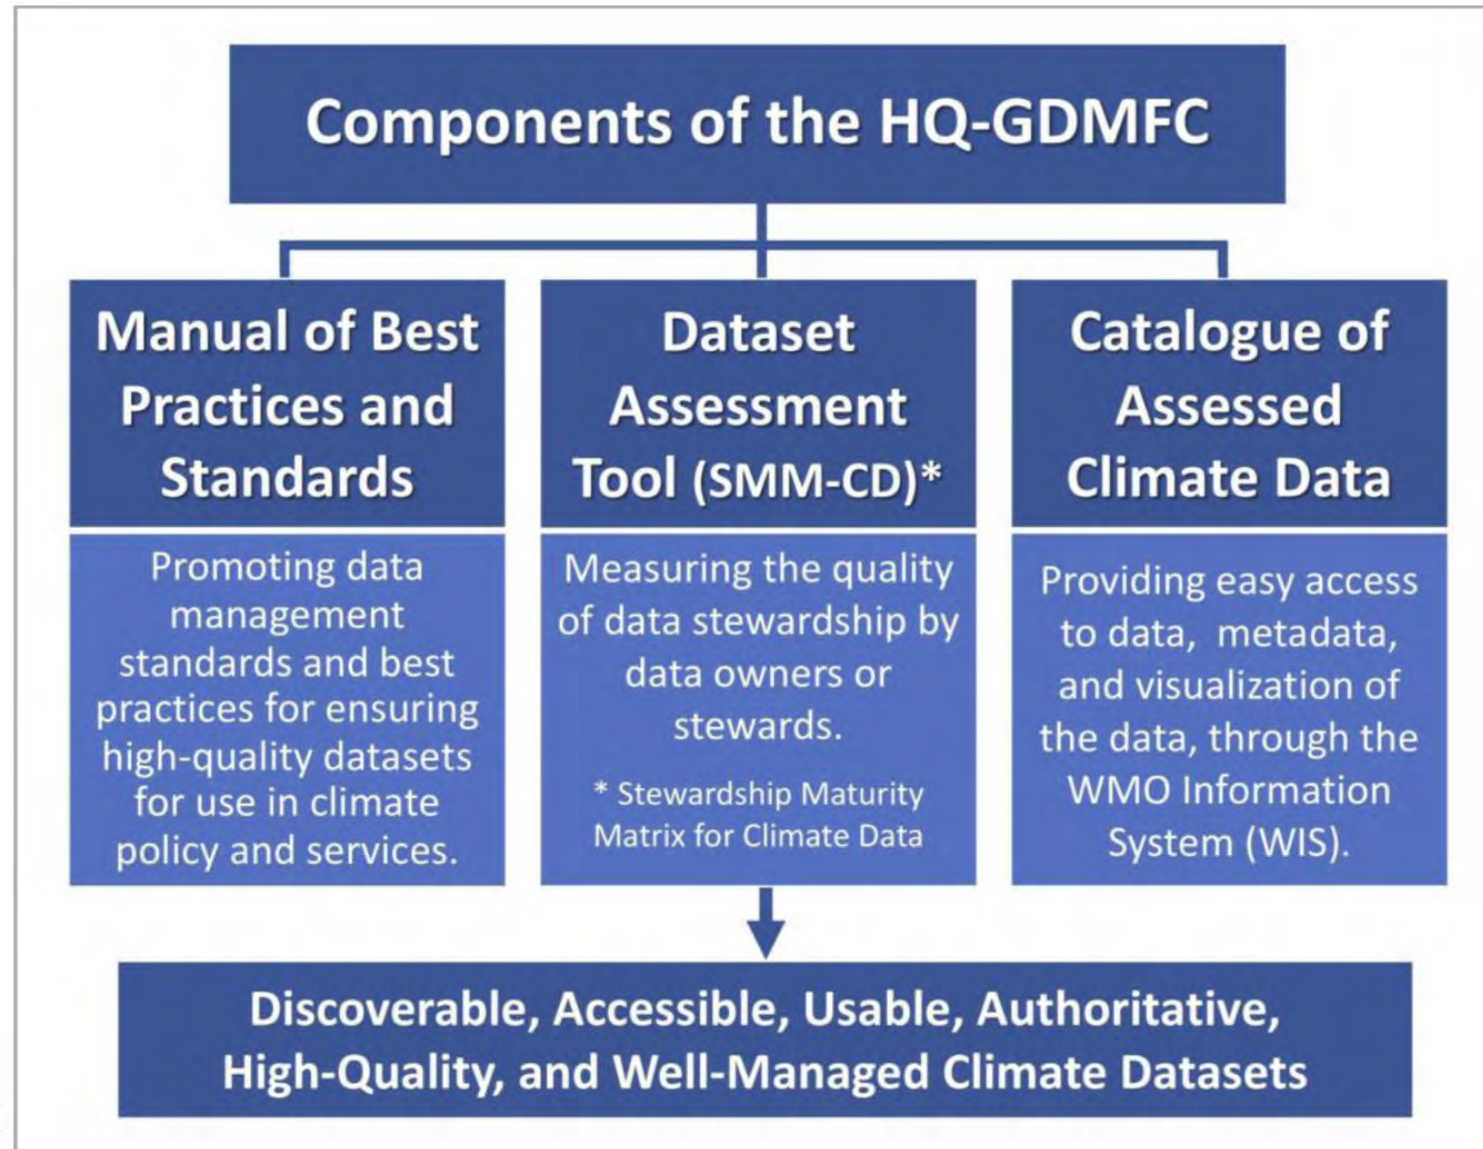 Components of the HQ-GDMFC
Manual of Best
Practices and
Standards
Promoting data
management
standards and best
practices for ensuring
high-quality datasets
for use in climate
policy and services.
Dataset
Assessment
Tool (SMM-CD)*
Measuring the quality
of data stewardship by
data owners or
stewards.
* Stewardship Maturity
Matrix for Climate Data
Catalogue of
Assessed
Climate Data
Providing easy access
to data, metadata,
and visualization of
the data, through the
WMO Information
System (WIS).
Discoverable, Accessible, Usable, Authoritative,
High-Quality, and Well-Managed Climate Datasets